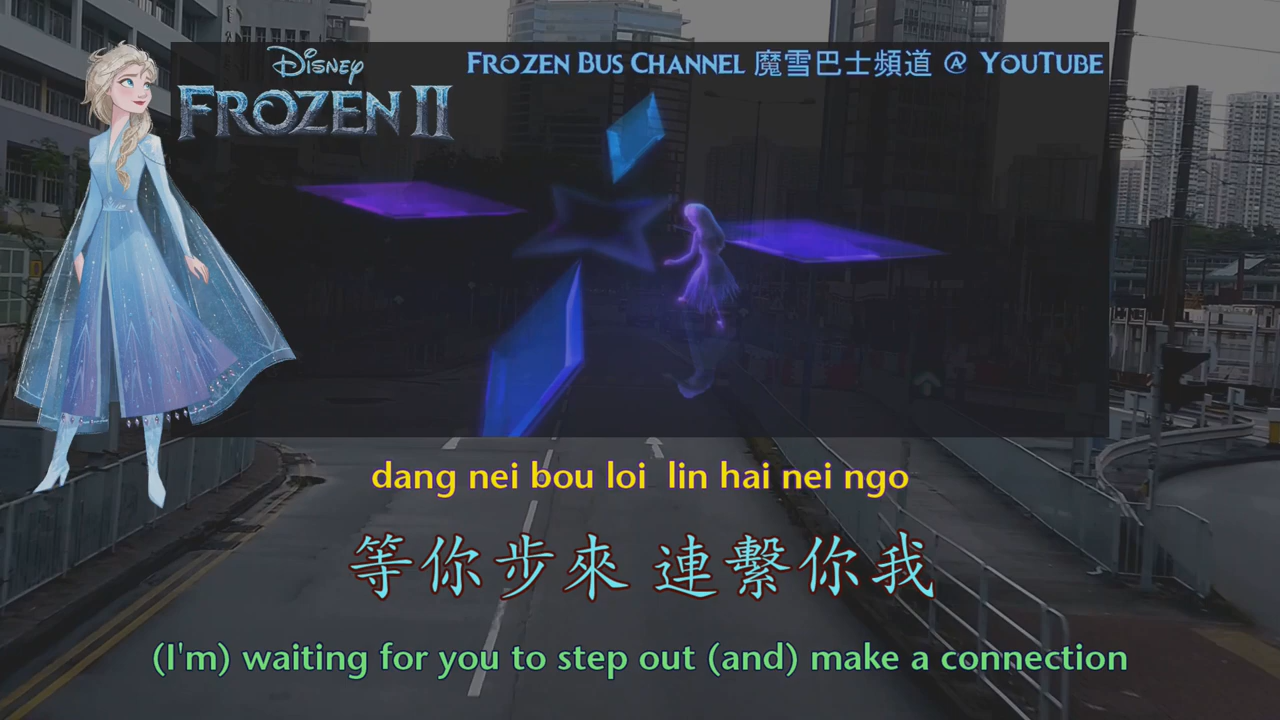 Disney
FROZEN II
FROZEN BUS CHANNEL 魔雪巴士頻道 @ YOUTUBE
dang nei bou loi lin hai nei ngo
等你步來 連繫你我
(I'm) waiting for you to step out (and) make a connection